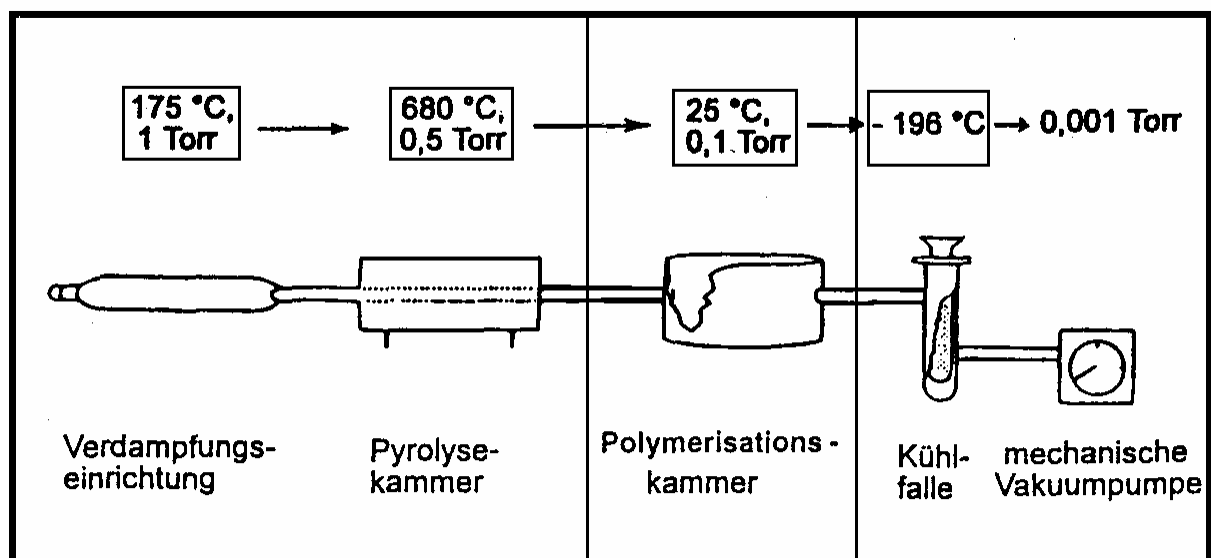 175 °C,
1 Torr
680 °C,
0,5 Torr
25 °C,
0,1 Torr
- 196 °C
0,001 Torr
Verdampfungs-
einrichtung
Pyrolyse-
kammer
Polymerisations -
kammer
Kühl-
falle
mechanische
Vakuumpumpe